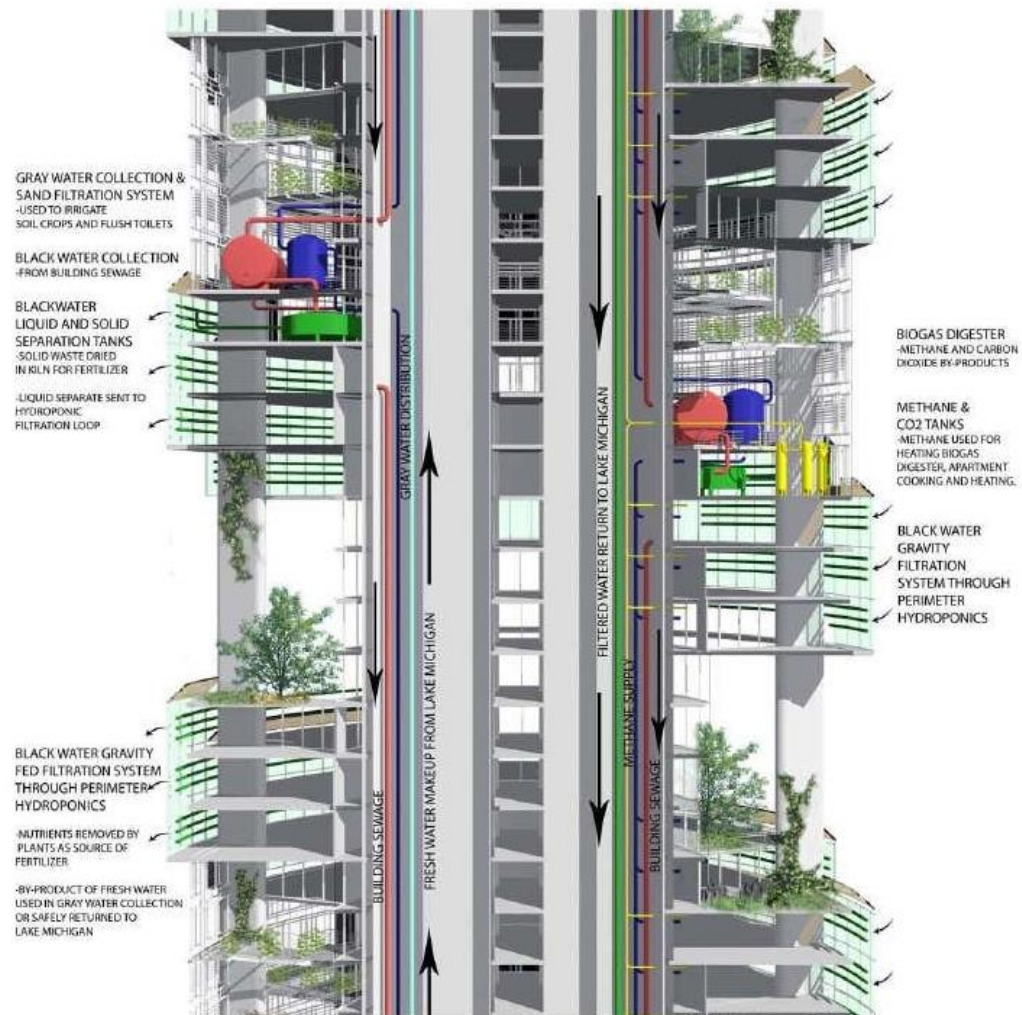 GRAY WATER COLLECTION &
SAND FILTRATION SYSTEM
-USED TO IRRIGATE
SOIL CROPS AND FLUSH TOILETS
BLACK WATER COLLECTION
-FROM BUILDING SEWAGE
BLACKWATER
LIQUID AND SOLID
SEPARATION TANKS
-SOLID WASTE DRIED
IN KILN FOR FERTILIZER
-LIQUID SEPARATE SENT TO
HYDROPONIC
FILTRATION LOOP
BLACK WATER GRAVITY
FED FILTRATION SYSTEM
THROUGH PERIMETER
HYDROPONICS
-NUTRIENTS REMOVED BY
PLANTS AS SOURCE OF
FERTILIZER
-BY-PRODUCT OF FRESH WATER
USED IN GRAY WATER COLLECTION
OR SAFELY RETURNED TO
LAKE MICHIGAN
BUILDING SEWAGE
GRAY WATER DISTRIBUTION
FRESH WATER MAKEUP FROM LAKE MICHIGAN
FILTERED WATER RETURN TO LAKE MICHIGAN
METHANE SUPPLY
BUILDING SEWAGE
BIOGAS DIGESTER
-METHANE AND CARBON
DIOXIDE BY-PRODUCTS
METHANE &
CO2 TANKS
-METHANE USED FOR
HEATING BIOGAS
DIGESTER, APARTMENT
COOKING AND HEATING.
BLACK WATER
GRAVITY
FILTRATION
SYSTEM THROUGH
PERIMETER
HYDROPONICS